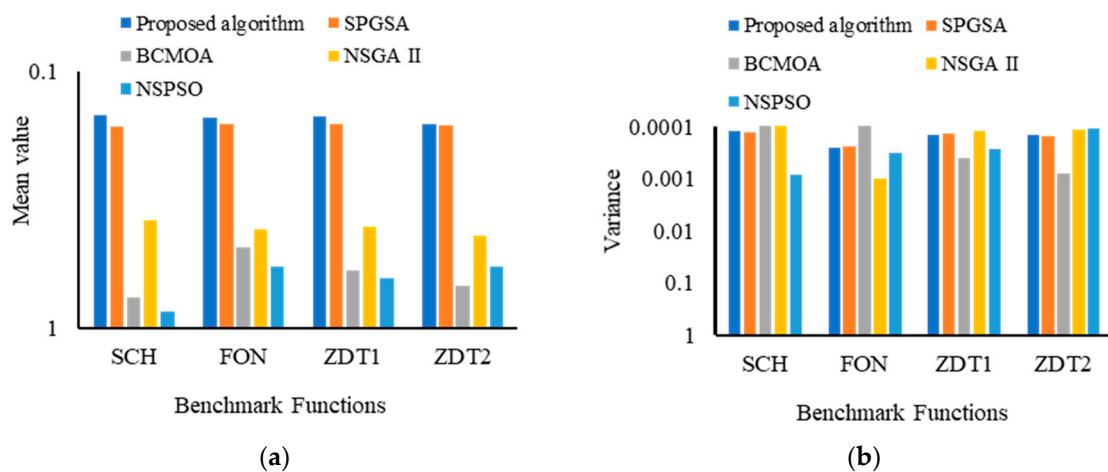 Proposed algorithm
SPGSA
BCMOA
NSGA II
NSPSO
0.1
1
Mean value
SCH
FON
ZDT1
ZDT2
Benchmark Functions
(a)
Proposed algorithm
SPGSA
BCMOA
NSGA II
NSPSO
0.0001
0.001
0.01
0.1
1
Variance
SCH
FON
ZDT1
ZDT2
Benchmark Functions
(b)